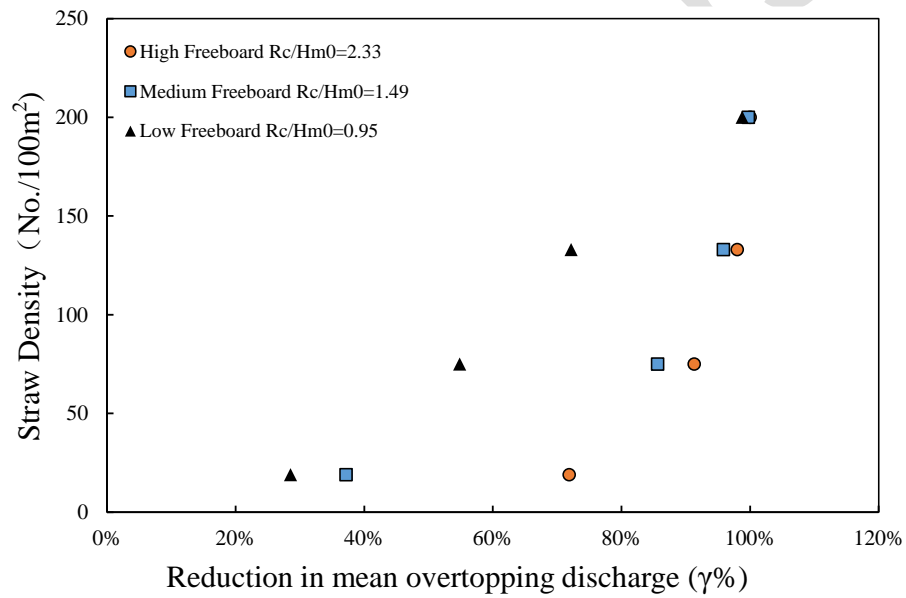 250
200
150
100
50
0
Straw Density（No./100m²）
High Freeboard Rc/Hm0=2.33
Medium Freeboard Rc/Hm0=1.49
Low Freeboard Rc/Hm0=0.95
0% 20% 40% 60% 80% 100% 120%
Reduction in mean overtopping discharge (γ%)